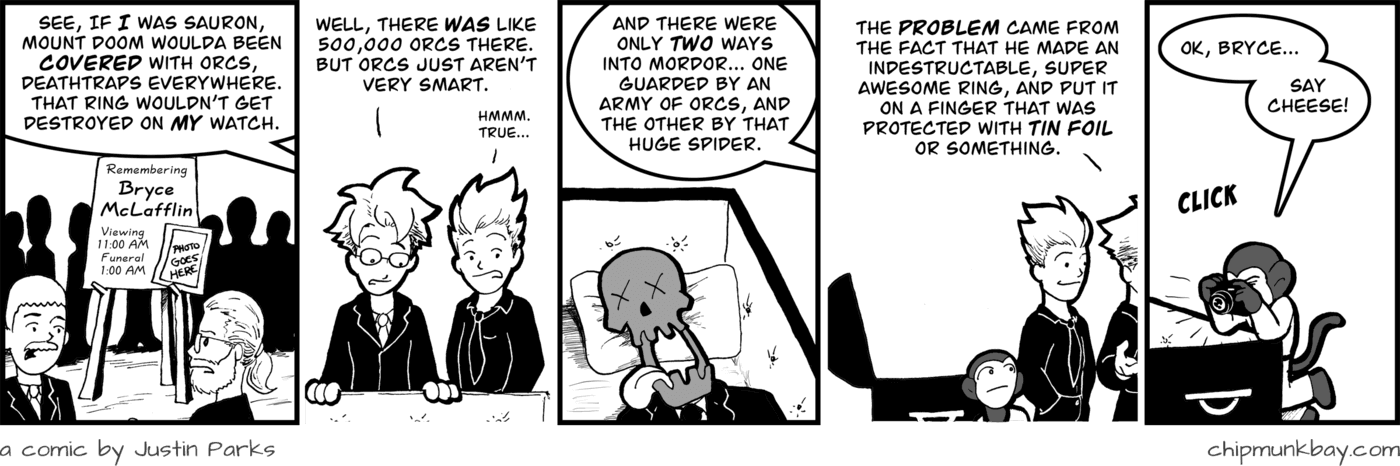 SEE, IF I WAS SAURON,
MOUNT DOOM WOULDA BEEN
COVERED WITH ORCS,
DEATHTRAPS EVERYWHERE.
THAT RING WOULDN'T GET
DESTROYED ON MY WATCH.
Remembering
Bryce
McLafflin
Viewing
11:00 AM
Funeral
1:00 AM
PHOTO
GOES
HERE
WELL, THERE WAS LIKE
500,000 ORCS THERE.
BUT ORCS JUST AREN'T
VERY SMART.
HMMM.
TRUE...
AND THERE WERE
ONLY TWO WAYS
INTO MORDOR... ONE
GUARDED BY AN
ARMY OF ORCS, AND
THE OTHER BY THAT
HUGE SPIDER.
THE PROBLEM CAME FROM
THE FACT THAT HE MADE AN
INDESTRUCTABLE, SUPER
AWESOME RING, AND PUT IT
ON A FINGER THAT WAS
PROTECTED WITH TIN FOIL
OR SOMETHING.
OK, BRYCE...
SAY
CHEESE!
CLICK
a comic by Justin Parks
chipmunkbay.com